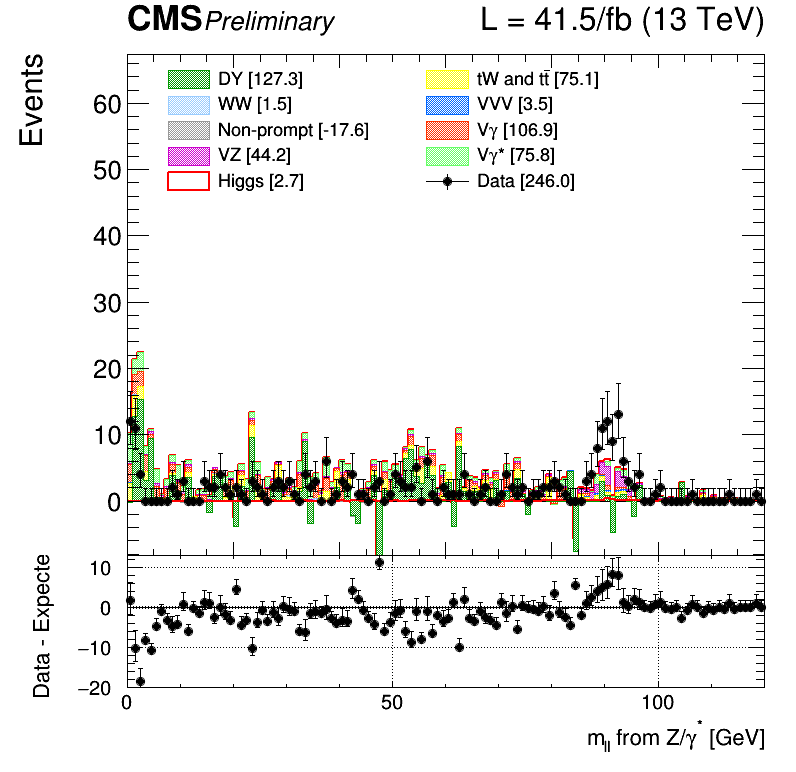 CMS Preliminary L = 41.5/fb (13 TeV)
Events
DY [127.3]
WW [1.5]
Non-prompt [-17.6]
VZ [44.2]
Higgs [2.7]
tW and tt̄ [75.1]
VVV [3.5]
Vγ [106.9]
Vγ* [75.8]
Data [246.0]
60
50
40
30
20
10
0
Data - Expecte
10
0
−10
−20
0 50 100
m_ll from Z/γ* [GeV]